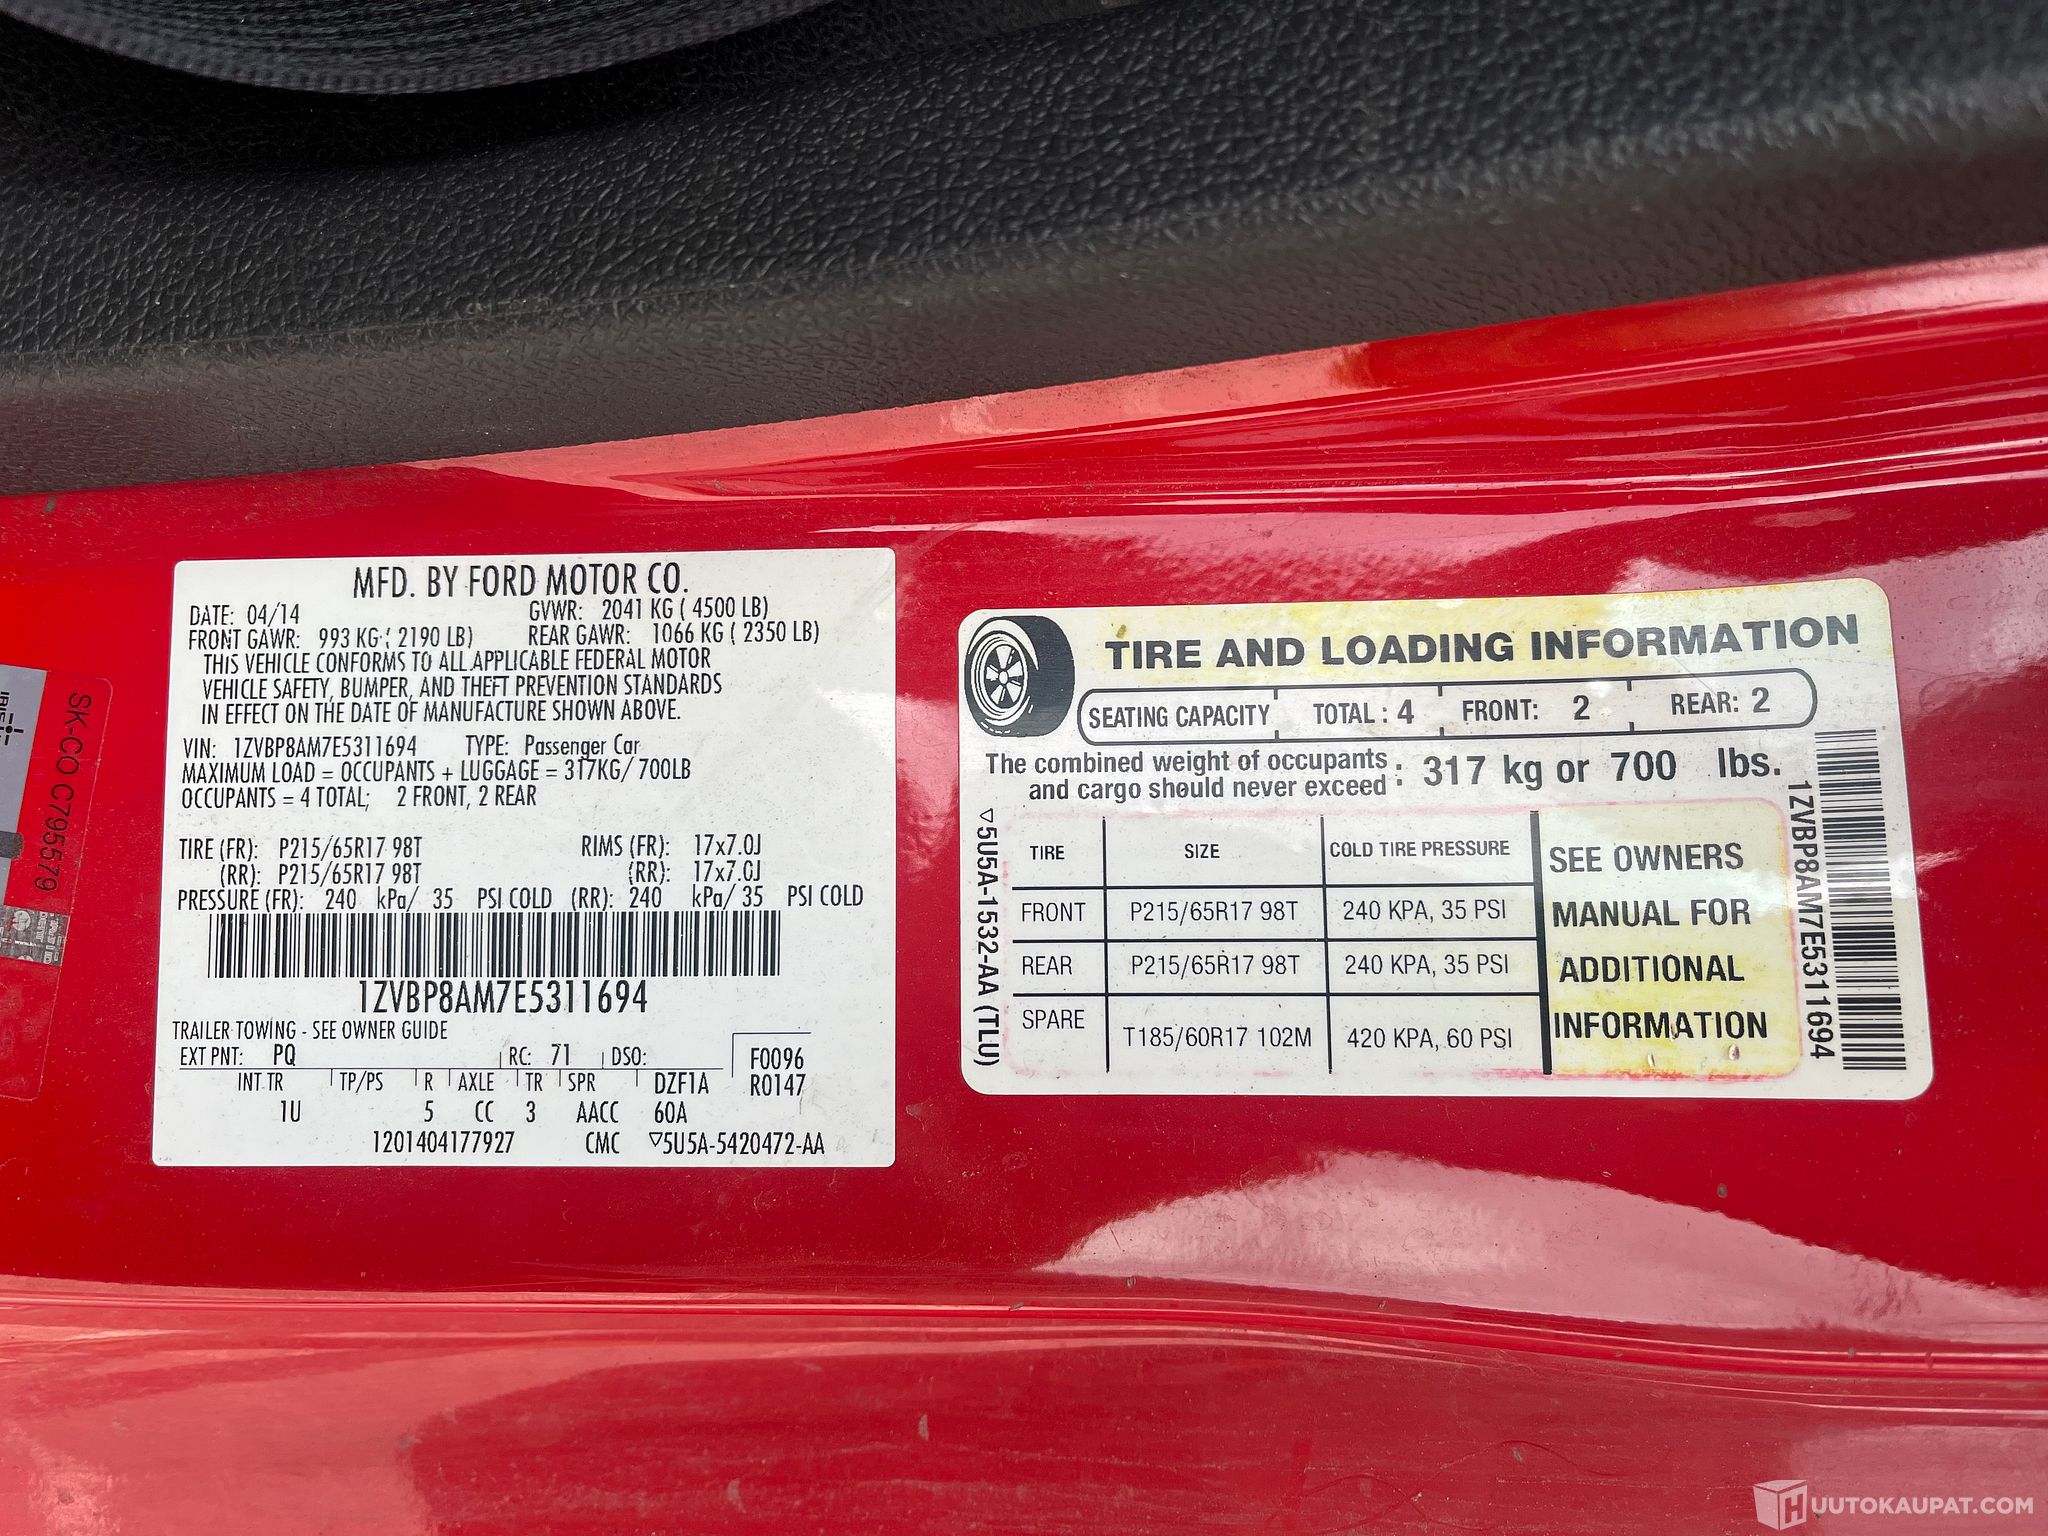 MFD. BY FORD MOTOR CO.
DATE: 04/14 GVWR: 2041 KG ( 4500 LB)
FRONT GAWR: 993 KG ( 2190 LB) REAR GAWR: 1066 KG ( 2350 LB)
THIS VEHICLE CONFORMS TO ALL APPLICABLE FEDERAL MOTOR
VEHICLE SAFETY, BUMPER, AND THEFT PREVENTION STANDARDS
IN EFFECT ON THE DATE OF MANUFACTURE SHOWN ABOVE.
VIN: 1ZVBP8AM7E5311694 TYPE: Passenger Car
MAXIMUM LOAD = OCCUPANTS + LUGGAGE = 317KG/ 700LB
OCCUPANTS = 4 TOTAL; 2 FRONT, 2 REAR
TIRE (FR): P215/65R17 98T RIMS (FR): 17x7.0J
(RR): P215/65R17 98T (RR): 17x7.0J
PRESSURE (FR): 240 kPa/ 35 PSI COLD (RR): 240 kPa/ 35 PSI COLD
1ZVBP8AM7E5311694
TRAILER TOWING - SEE OWNER GUIDE
EXT PNT: PQ RC: 71 DSO: F0096
INT TR TP/PS R AXLE TR SPR DZF1A R0147
1U 5 CC 3 AACC 60A
1201404177927 CMC ▽5U5A-5420472-AA
TIRE AND LOADING INFORMATION
SEATING CAPACITY TOTAL : 4 FRONT: 2 REAR: 2
The combined weight of occupants
and cargo should never exceed : 317 kg or 700 lbs.
TIRE SIZE COLD TIRE PRESSURE
FRONT P215/65R17 98T 240 KPA, 35 PSI
REAR P215/65R17 98T 240 KPA, 35 PSI
SPARE T185/60R17 102M 420 KPA, 60 PSI
SEE OWNERS
MANUAL FOR
ADDITIONAL
INFORMATION
▽5U5A-1532-AA (TLU)
1ZVBP8AM7E5311694
SK-CO C795579
HUUTOKAUPAT.COM